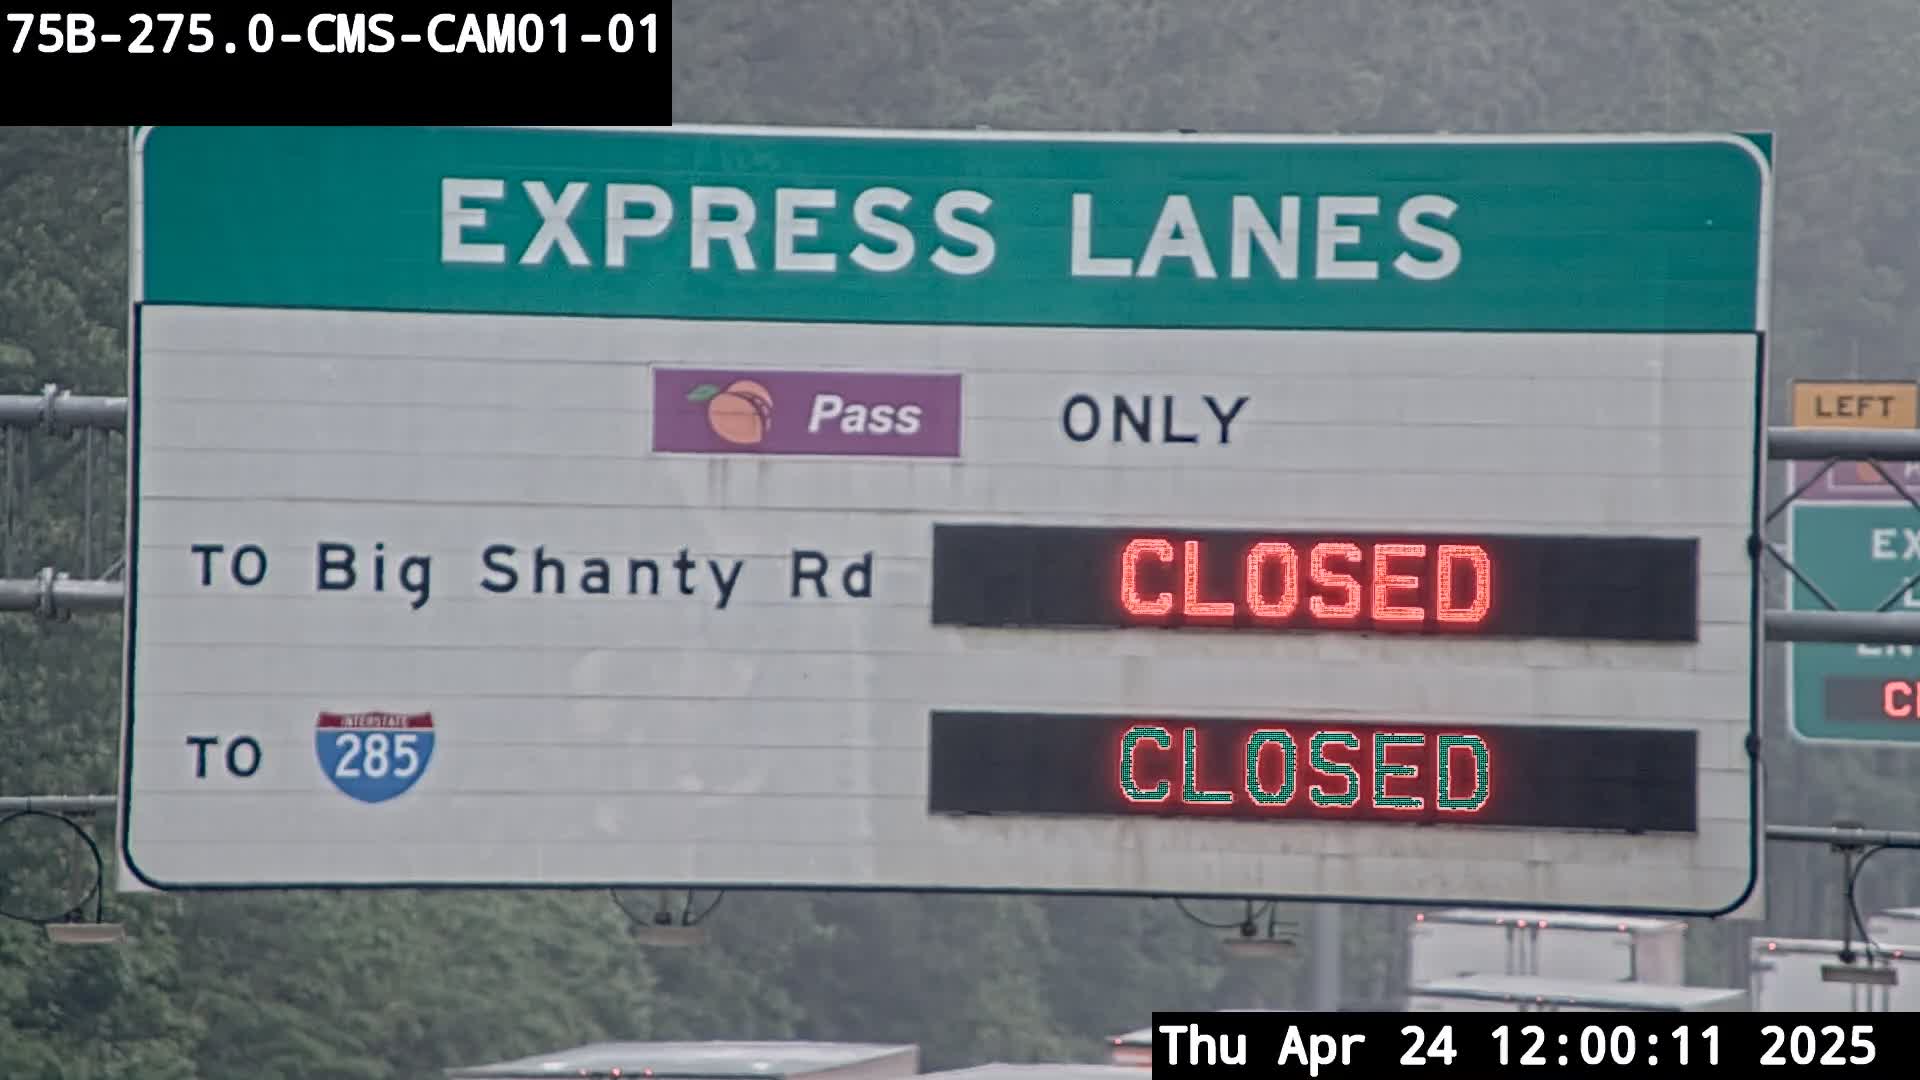 75B-275.0-CMS-CAM01-01
EXPRESS LANES
Pass ONLY
LEFT
TO Big Shanty Rd CLOSED
INTERSTATE
TO 285 CLOSED
Thu Apr 24 12:00:11 2025